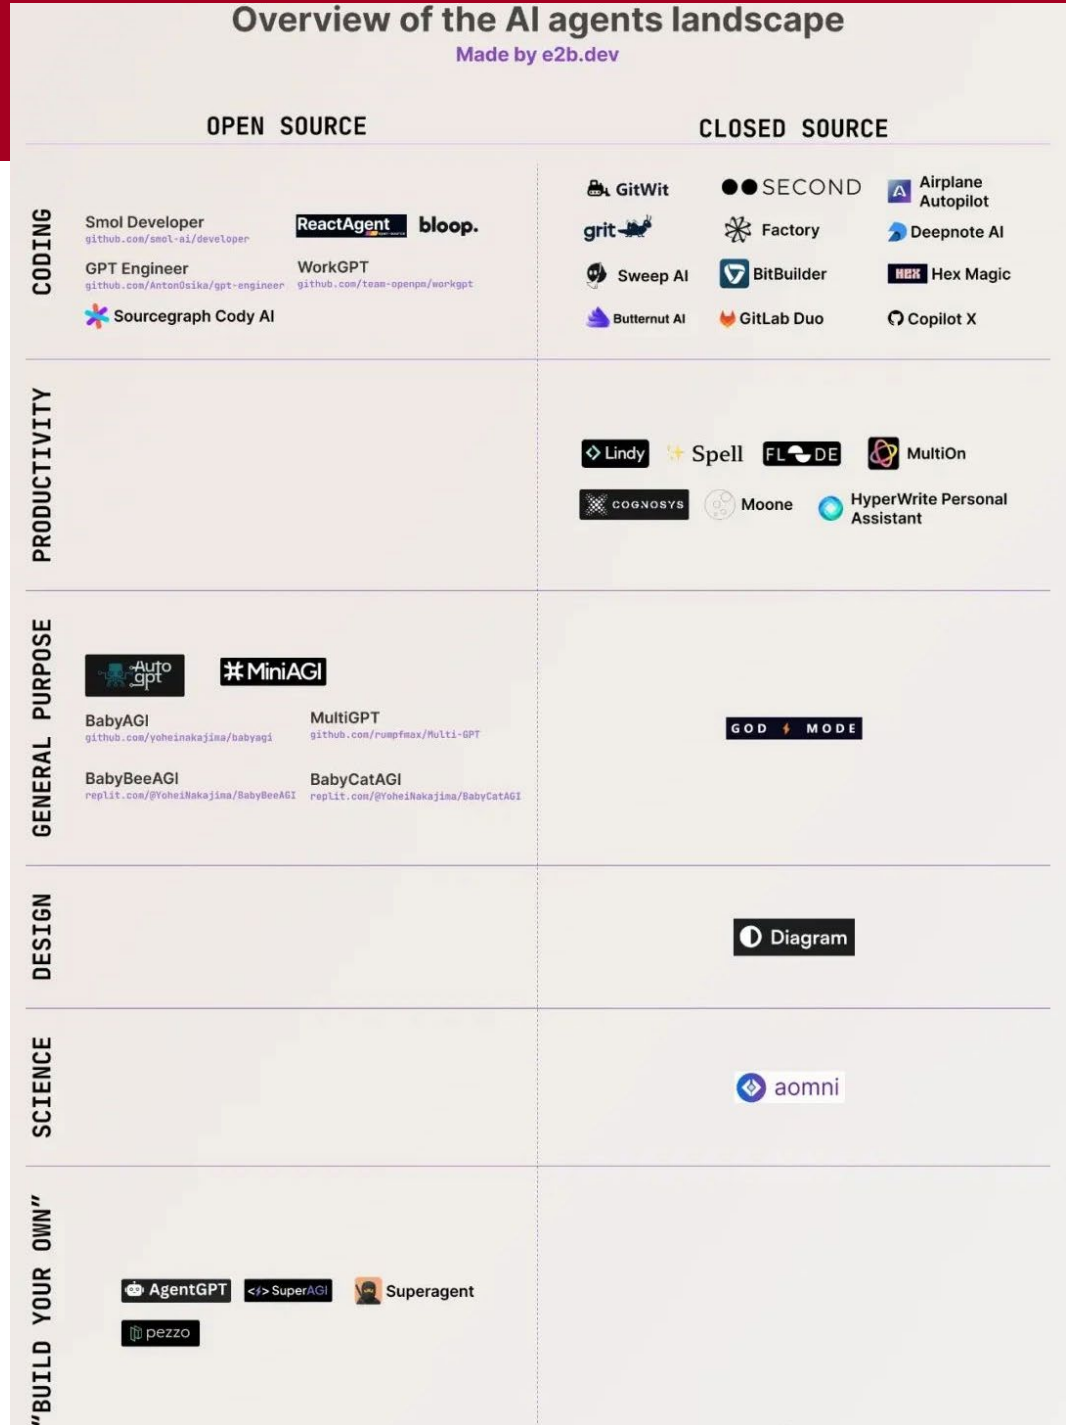 Overview of the AI agents landscape
Made by e2b.dev
OPEN SOURCE
CLOSED SOURCE
CODING
Smol Developer
github.com/smol-ai/developer
ReactAgent
bloop.
GPT Engineer
github.com/AntonOsika/gpt-engineer
WorkGPT
github.com/team-openpm/workgpt
Sourcegraph Cody AI
GitWit
SECOND
Airplane
Autopilot
grit
Factory
Deepnote AI
Sweep AI
BitBuilder
HEX Hex Magic
Butternut AI
GitLab Duo
Copilot X
PRODUCTIVITY
Lindy
Spell
FL DE
MultiOn
COGNOSYS
Moone
HyperWrite Personal
Assistant
GENERAL PURPOSE
Auto
gpt
MiniAGI
BabyAGI
github.com/yoheinakajima/babyagi
MultiGPT
github.com/rumpfmax/Multi-GPT
BabyBeeAGI
replit.com/@YoheiNakajima/BabyBeeAGI
BabyCatAGI
replit.com/@YoheiNakajima/BabyCatAGI
GOD MODE
DESIGN
Diagram
SCIENCE
aomni
"BUILD YOUR OWN"
AgentGPT
SuperAGI
Superagent
pezzo